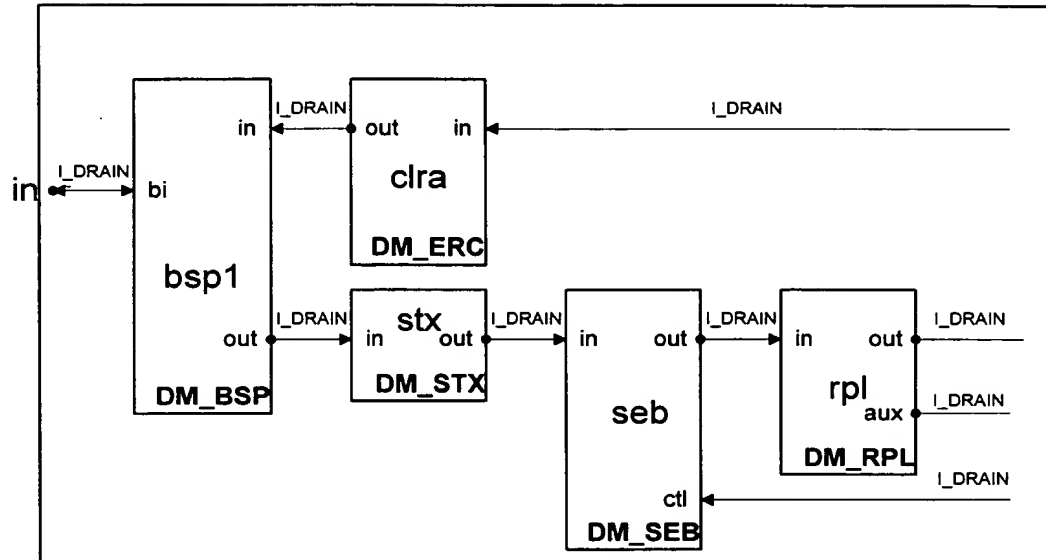 I_DRAIN
I_DRAIN
in
out
in
clra
DM_ERC
in
I_DRAIN
bi
bsp1
out
DM_BSP
I_DRAIN
stx
in
out
DM_STX
I_DRAIN
in
out
seb
ctl
DM_SEB
I_DRAIN
in
out
rpl
aux
DM_RPL
I_DRAIN
I_DRAIN
I_DRAIN